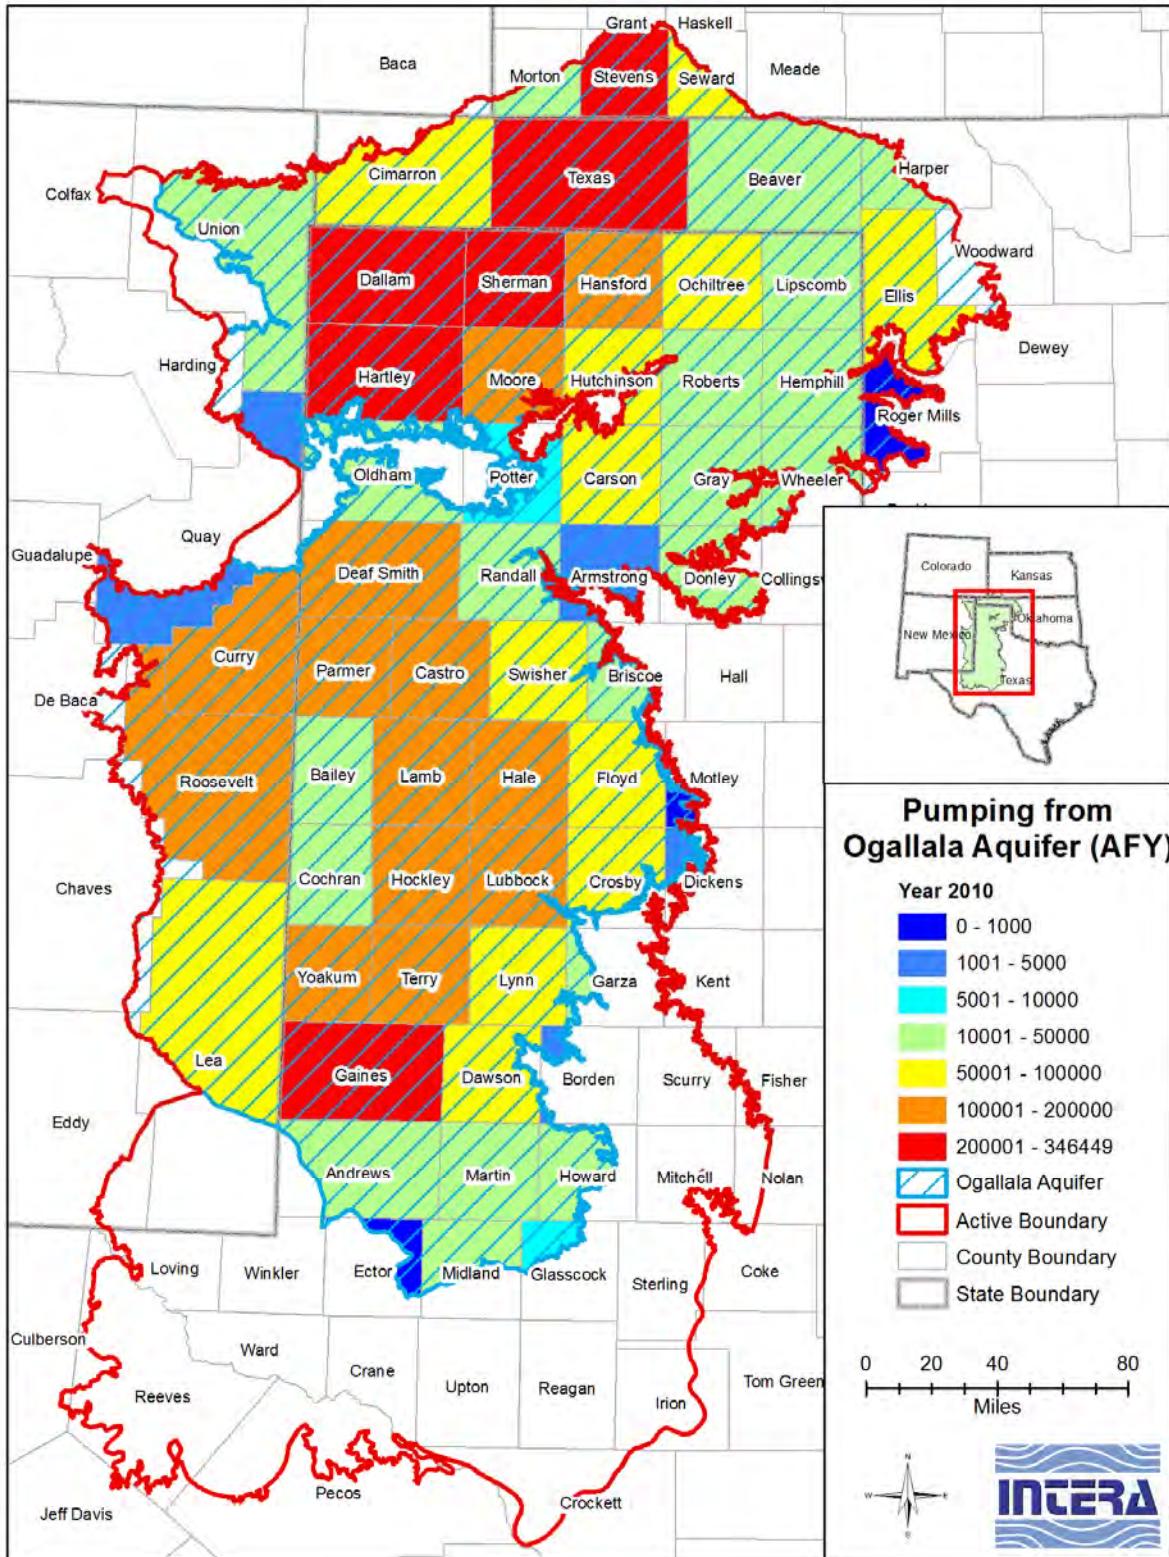 Grant Haskell
Baca
Morton Stevens Seward Meade
Colfax
Cimarron Texas Beaver Harper
Union
Woodward
Dallam Sherman Hansford Ochiltree Lipscomb Ellis
Dewey
Harding
Hartley Moore Hutchinson Roberts Hemphill
Roger Mills
Oldham Potter Carson Gray Wheeler
Quay
Guadalupe
Deaf Smith Randall Armstrong Donley Collingsv
Curry Parmer Castro Swisher Briscoe Hall
De Baca
Roosevelt Bailey Lamb Hale Floyd Motley
Chaves
Cochran Hockley Lubbock Crosby Dickens
Yoakum Terry Lynn Garza Kent
Lea
Gaines Dawson Borden Scurry Fisher
Eddy
Andrews Martin Howard Mitchell Nolan
Loving Winkler Ector Midland Glasscock Sterling Coke
Culberson
Ward
Crane Upton Reagan Irion Tom Green
Reeves
Pecos
Crockett
Jeff Davis
Colorado
Kansas
New Mexico
Oklahoma
Texas
Pumping from
Ogallala Aquifer (AFY)
Year 2010
0 - 1000
1001 - 5000
5001 - 10000
10001 - 50000
50001 - 100000
100001 - 200000
200001 - 346449
Ogallala Aquifer
Active Boundary
County Boundary
State Boundary
0 20 40 80
Miles
N
W E
S
INTERA